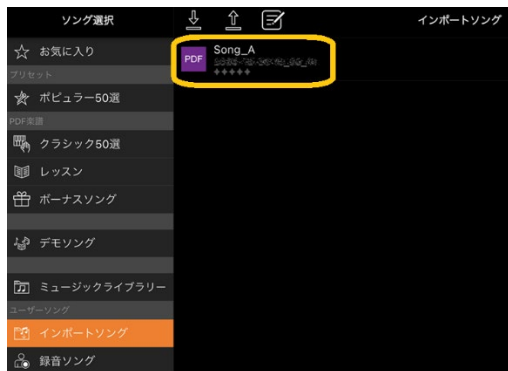 ソング選択
インポートソング
お気に入り
プリセット
ポピュラー50選
PDF楽譜
クラシック50選
レッスン
ボーナスソング
デモソング
ミュージックライブラリー
ユーザーソング
インポートソング
録音ソング
PDF
Song_A